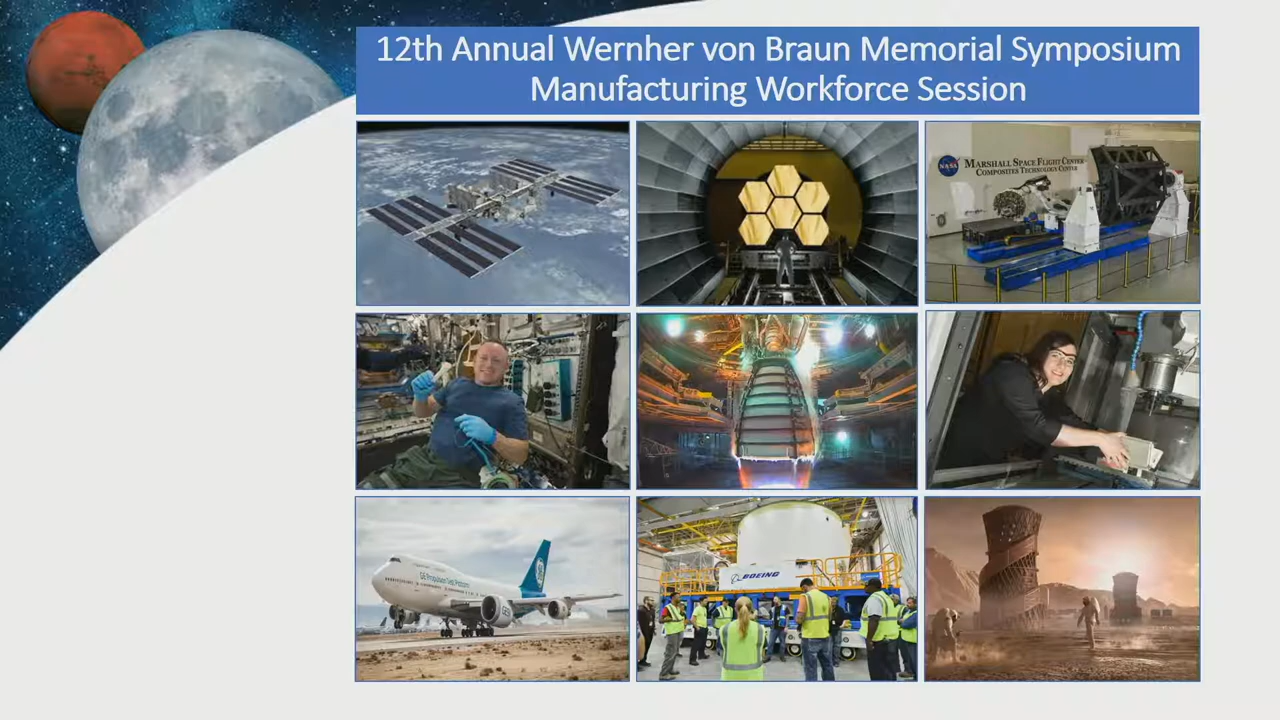 12th Annual Wernher von Braun Memorial Symposium
Manufacturing Workforce Session
NASA
MARSHALL SPACE FLIGHT CENTER
COMPOSITES TECHNOLOGY CENTER
GE Propulsion Test Platform
BOEING